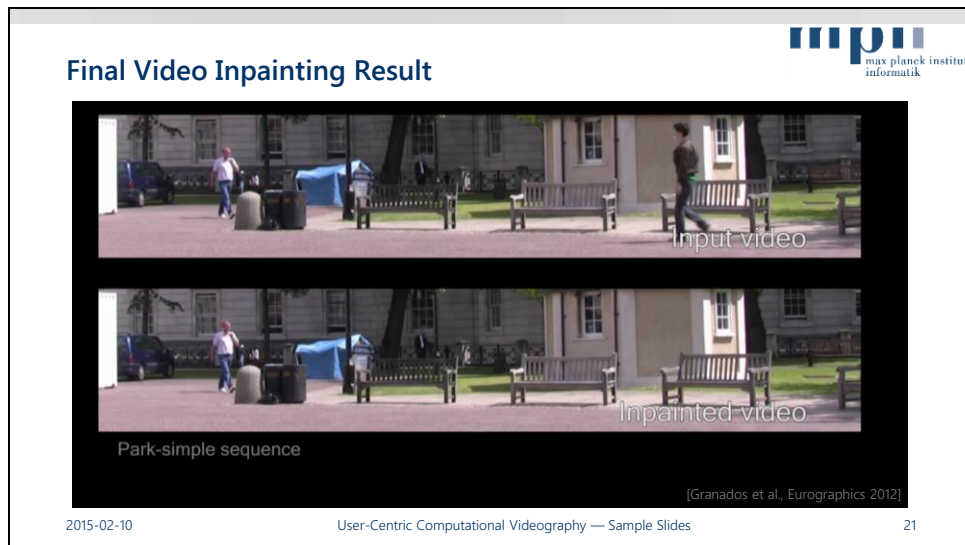 Final Video Inpainting Result
max planck institut
informatik
Input video
Inpainted video
Park-simple sequence
[Granados et al., Eurographics 2012]
2015-02-10
User-Centric Computational Videography — Sample Slides
21